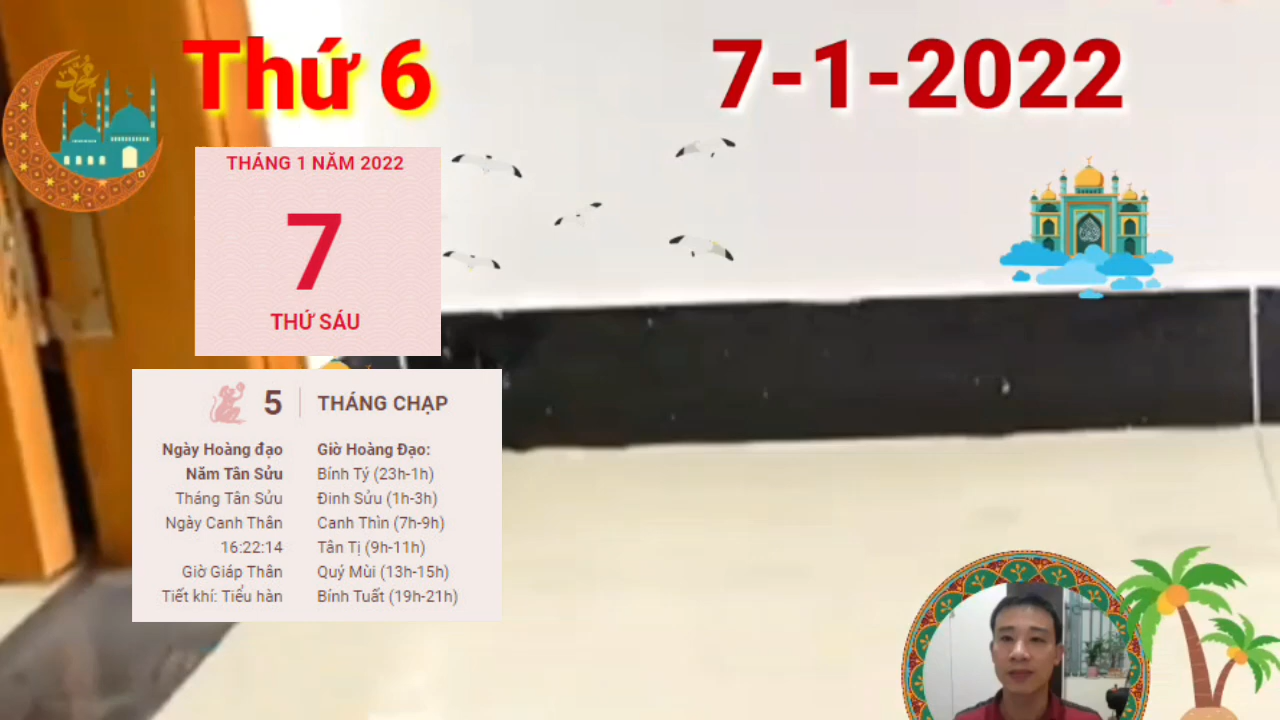 Thứ 6
7-1-2022
THÁNG 1 NĂM 2022
7
THỨ SÁU
5
THÁNG CHẠP
Ngày Hoàng đạo
Năm Tân Sửu
Tháng Tân Sửu
Ngày Canh Thân
16:22:14
Giờ Giáp Thân
Tiết khí: Tiểu hàn
Giờ Hoàng Đạo:
Bính Tý (23h-1h)
Đinh Sửu (1h-3h)
Canh Thìn (7h-9h)
Tân Tị (9h-11h)
Quý Mùi (13h-15h)
Bính Tuất (19h-21h)